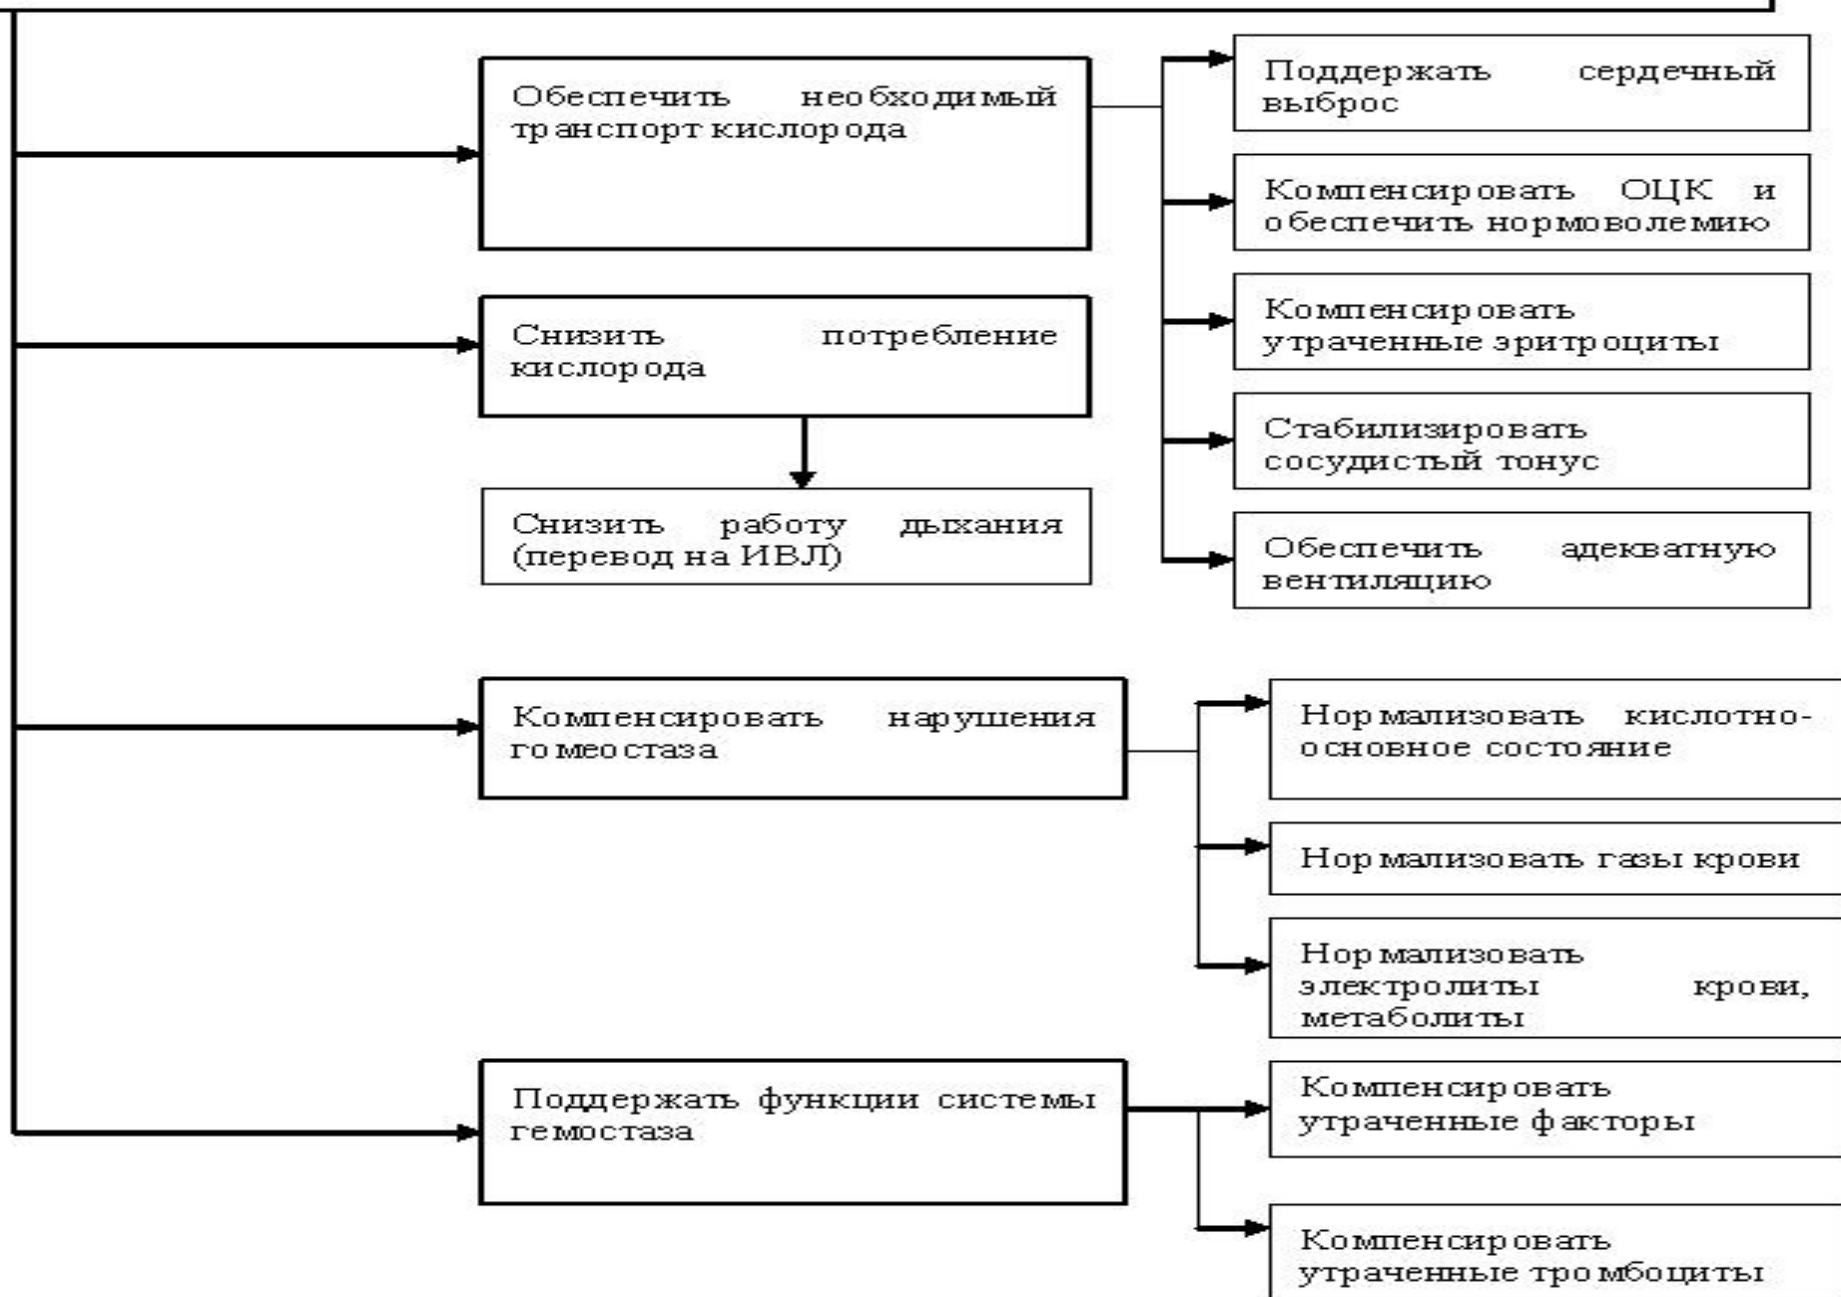 Обеспечить необходимый
транспорт кислорода
Поддержать сердечный
выброс
Компенсировать ОЦК и
обеспечить нормоволемию
Компенсировать
утраченные эритроциты
Стабилизировать
сосудистый тонус
Обеспечить адекватную
вентиляцию
Снизить потребление
кислорода
Снизить работу дыхания
(перевод на ИВЛ)
Компенсировать нарушения
гомеостаза
Нормализовать кислотно-
основное состояние
Нормализовать газы крови
Нормализовать
электролиты крови,
метаболиты
Поддержать функции системы
гемостаза
Компенсировать
утраченные факторы
Компенсировать
утраченные тромбоциты